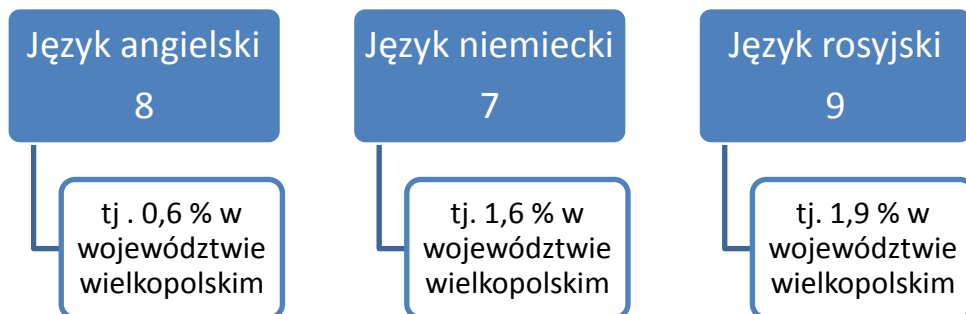 Język angielski
8
tj . 0,6 % w
województwie
wielkopolskim
Język niemiecki
7
tj. 1,6 % w
województwie
wielkopolskim
Język rosyjski
9
tj. 1,9 % w
województwie
wielkopolskim